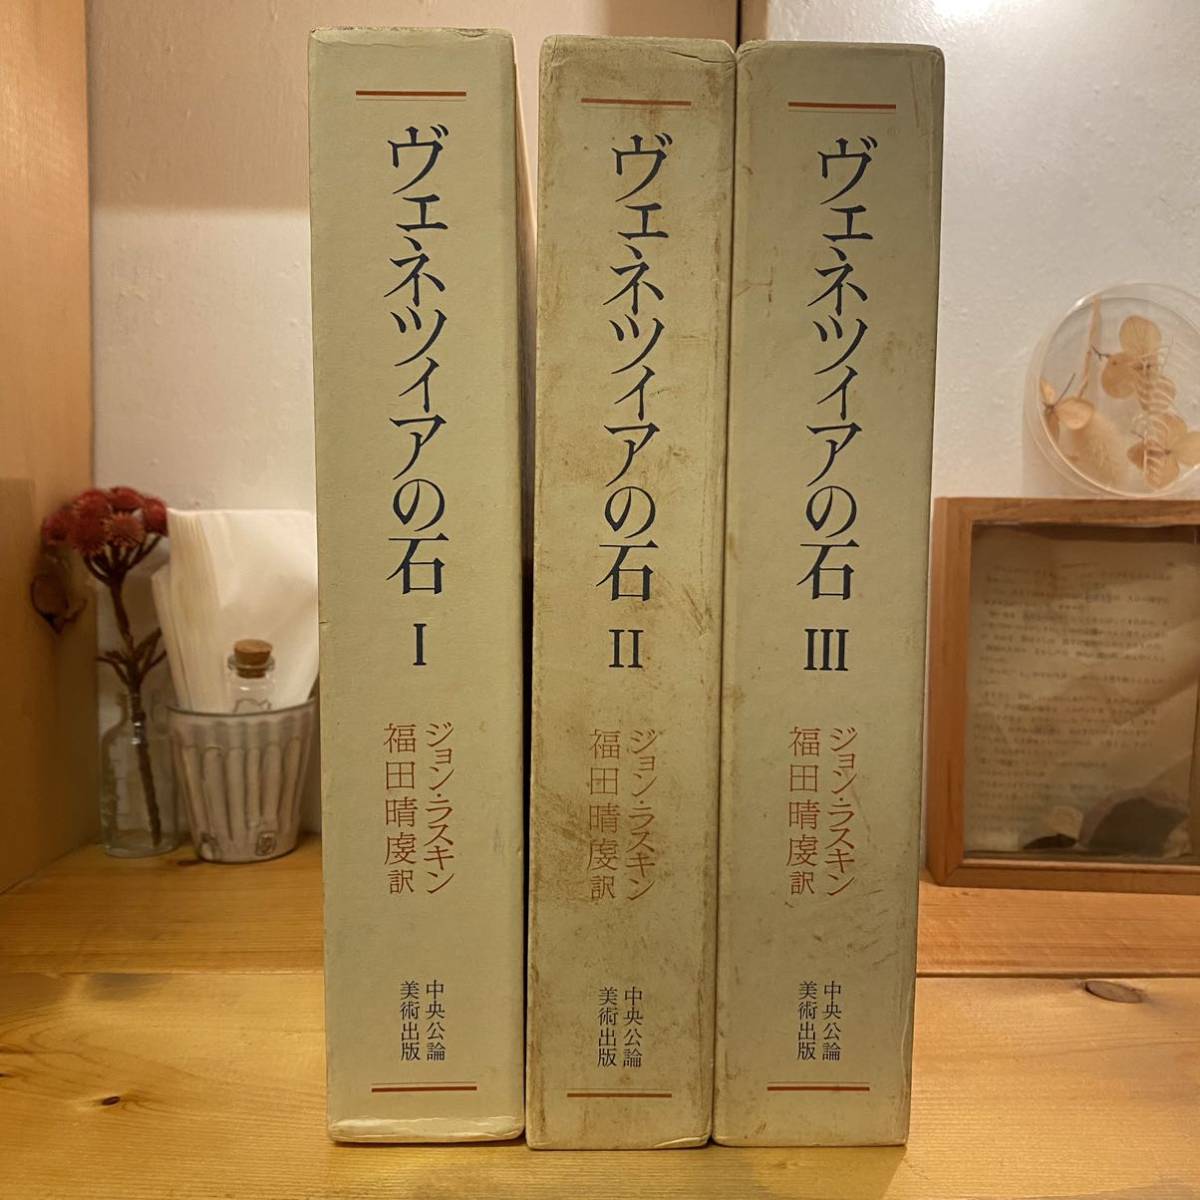 ヴェネツィアの石 I
ジョン・ラスキン
福田晴虔訳
中央公論
美術出版
ヴェネツィアの石 II
ジョン・ラスキン
福田晴虔訳
中央公論
美術出版
ヴェネツィアの石 III
ジョン・ラスキン
福田晴虔訳
中央公論
美術出版